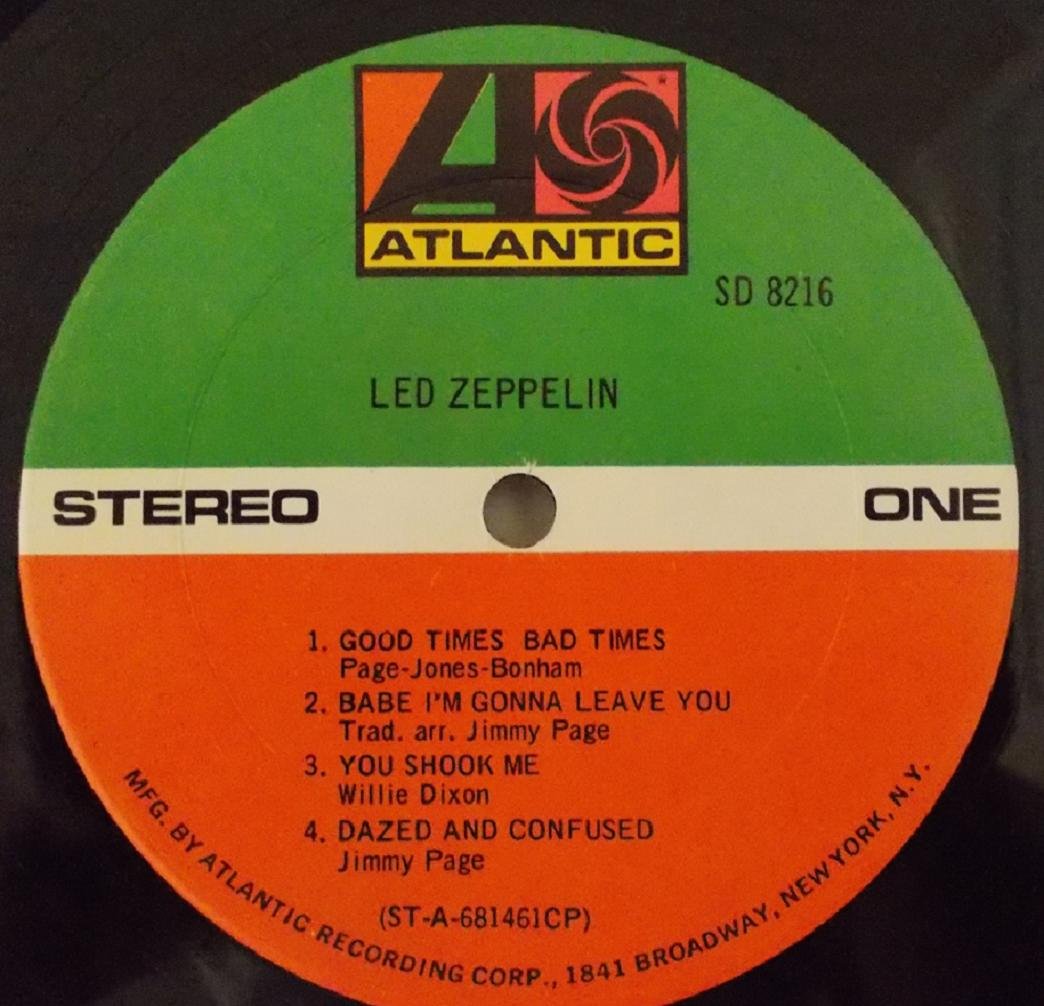 ATLANTIC
SD 8216
LED ZEPPELIN
STEREO
ONE
1. GOOD TIMES BAD TIMES
Page-Jones-Bonham
2. BABE I'M GONNA LEAVE YOU
Trad. arr. Jimmy Page
3. YOU SHOOK ME
Willie Dixon
4. DAZED AND CONFUSED
Jimmy Page
(ST-A-681461CP)
MFG. BY ATLANTIC RECORDING CORP., 1841 BROADWAY, NEW YORK, N.Y.